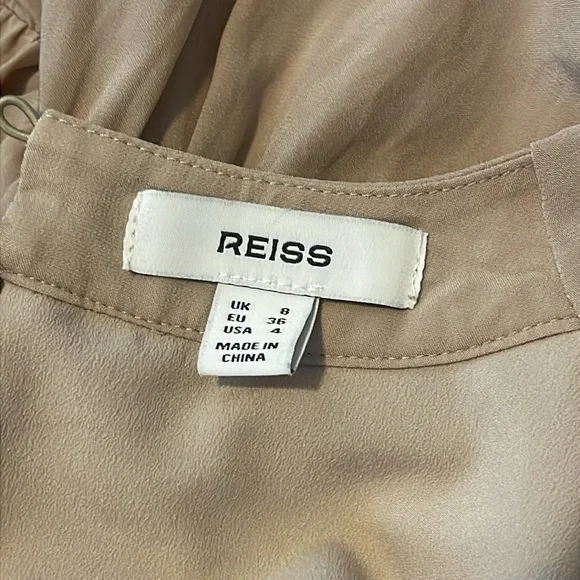 REISS
UK 8
EU 36
USA 4
MADE IN
CHINA